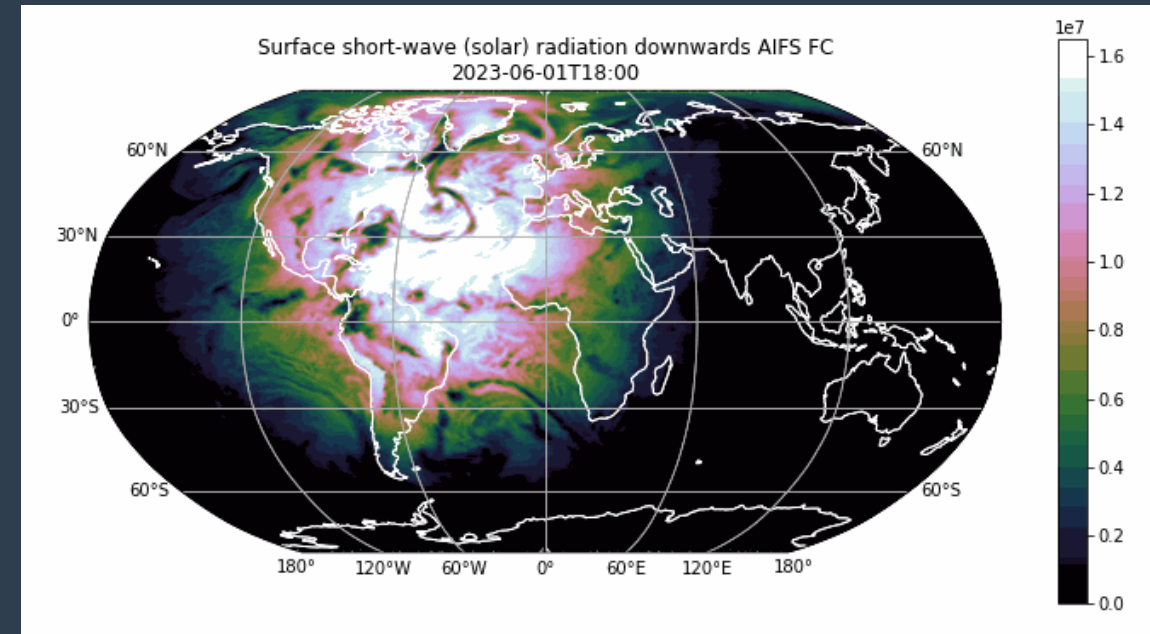 Surface short-wave (solar) radiation downwards AIFS FC
2023-06-01T18:00
1e7
1.6
1.4
1.2
1.0
0.8
0.6
0.4
0.2
0.0
60°N
60°N
30°N
0°
30°S
60°S
60°S
180°
120°W
60°W
0°
60°E
120°E
180°